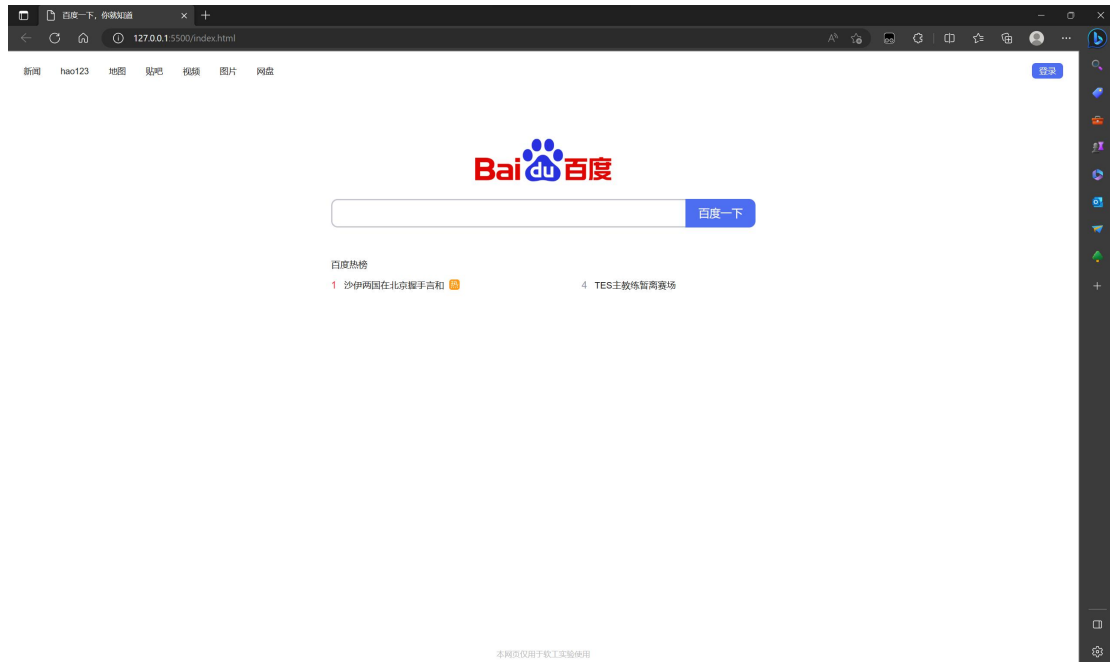 百度一下，你就知道
127.0.0.1:5500/index.html
新闻 hao123 地图 贴吧 视频 图片 网盘 登录
Bai du 百度
百度一下
百度热榜
1 沙伊两国在北京握手言和 热 4 TES主教练暂离赛场
本网页仅用于软工实验使用